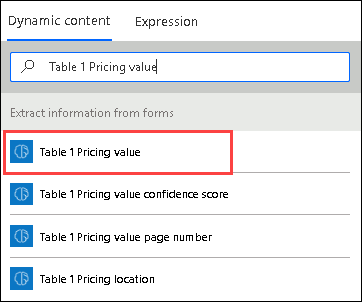 Dynamic content Expression
Table 1 Pricing value
Extract information from forms
Table 1 Pricing value
Table 1 Pricing value confidence score
Table 1 Pricing value page number
Table 1 Pricing location